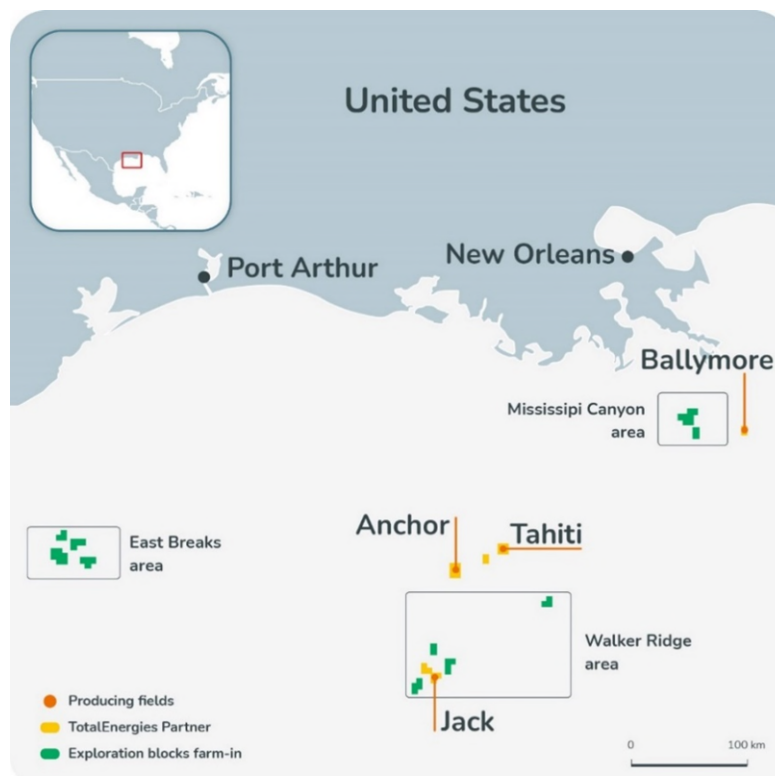 United States
Port Arthur
New Orleans
Ballymore
Mississipi Canyon
area
Anchor
Tahiti
East Breaks
area
Walker Ridge
area
Jack
Producing fields
TotalEnergies Partner
Exploration blocks farm-in
0 100 km